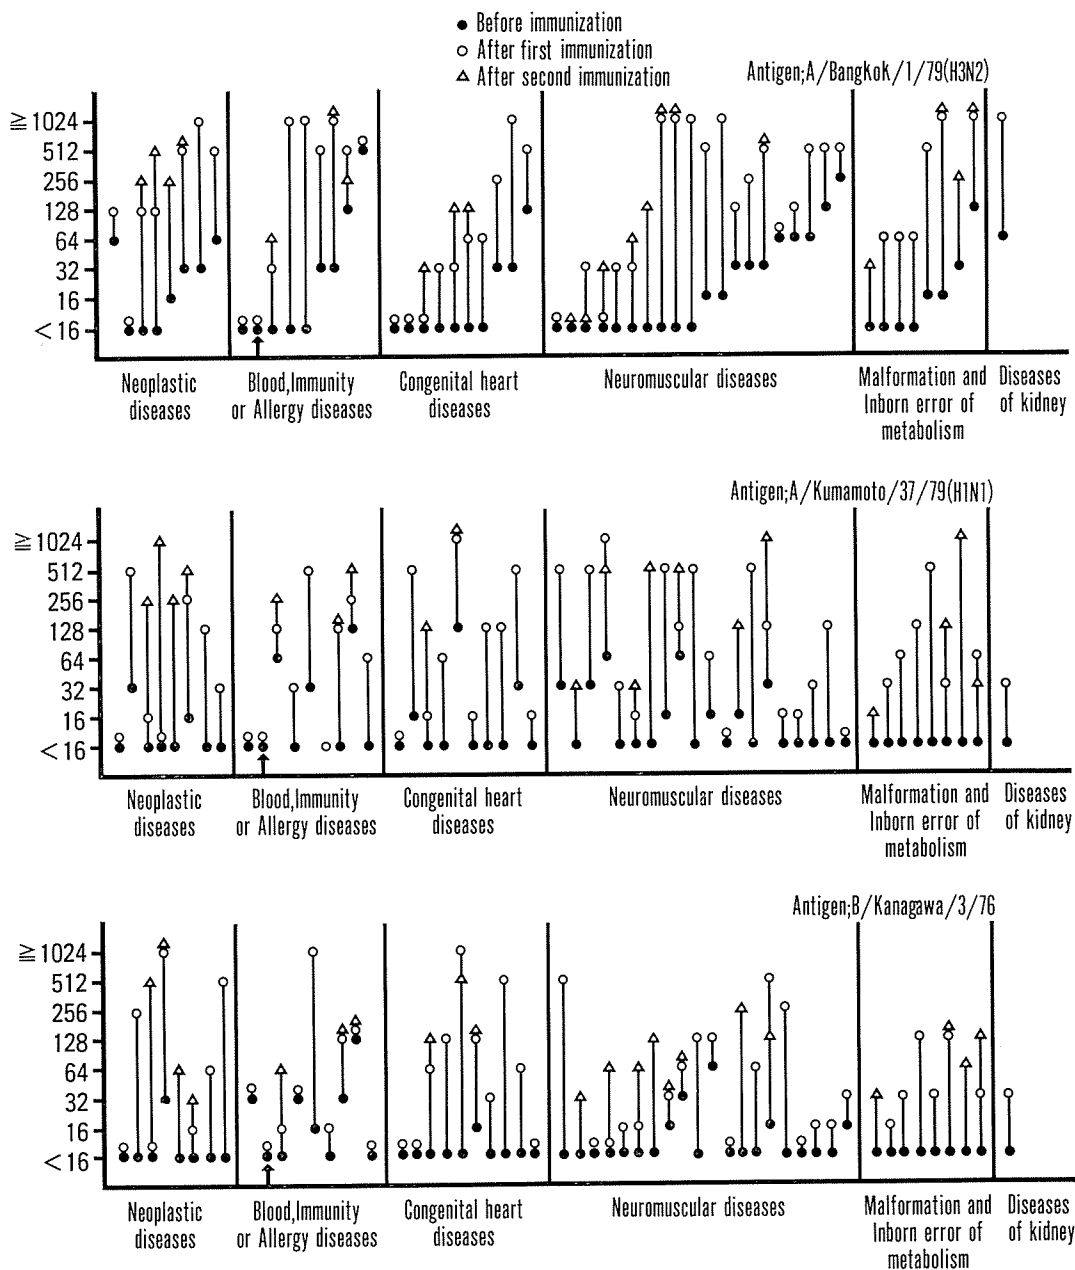 ● Before immunization
○ After first immunization
△ After second immunization
Antigen;A/Bangkok/1/79(H3N2)
≧1024
512
256
128
64
32
16
<16
Neoplastic diseases
Blood,Immunity or Allergy diseases
Congenital heart diseases
Neuromuscular diseases
Malformation and Inborn error of metabolism
Diseases of kidney
Antigen;A/Kumamoto/37/79(H1N1)
≧1024
512
256
128
64
32
16
<16
Neoplastic diseases
Blood,Immunity or Allergy diseases
Congenital heart diseases
Neuromuscular diseases
Malformation and Inborn error of metabolism
Diseases of kidney
Antigen;B/Kanagawa/3/76
≧1024
512
256
128
64
32
16
<16
Neoplastic diseases
Blood,Immunity or Allergy diseases
Congenital heart diseases
Neuromuscular diseases
Malformation and Inborn error of metabolism
Diseases of kidney